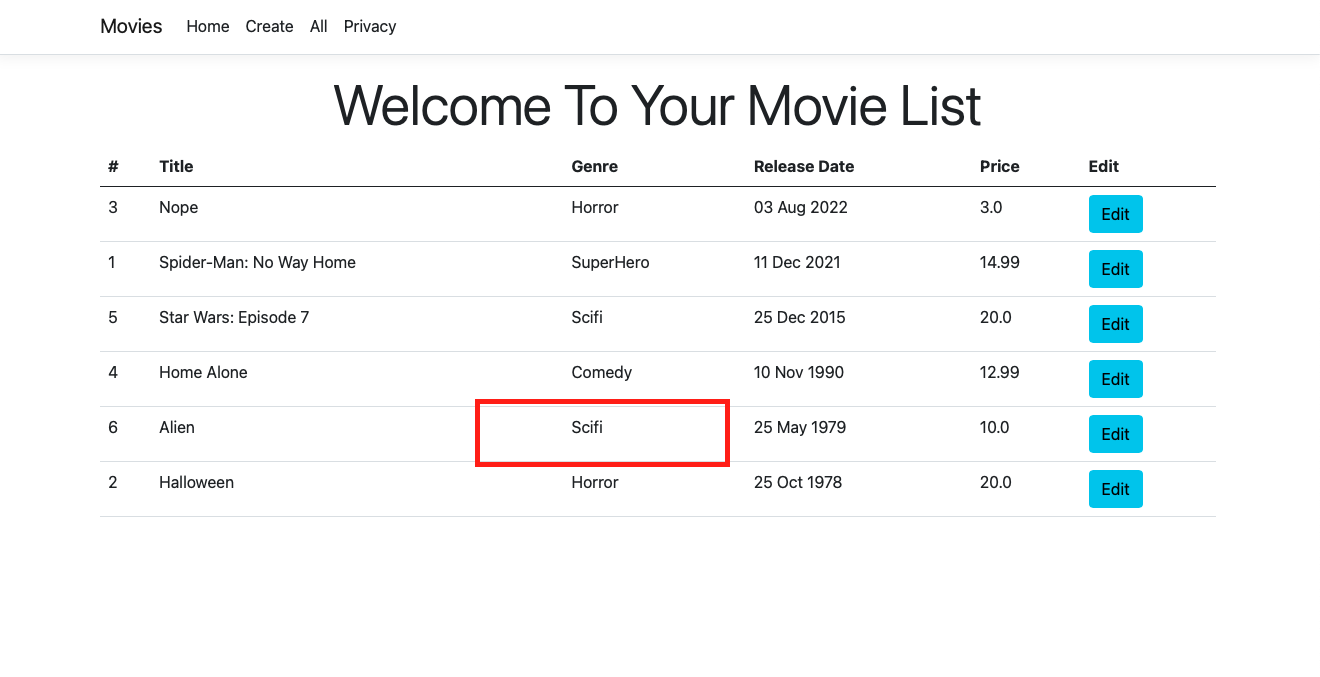 Movies Home Create All Privacy
Welcome To Your Movie List
# Title Genre Release Date Price Edit
3 Nope Horror 03 Aug 2022 3.0 Edit
1 Spider-Man: No Way Home SuperHero 11 Dec 2021 14.99 Edit
5 Star Wars: Episode 7 Scifi 25 Dec 2015 20.0 Edit
4 Home Alone Comedy 10 Nov 1990 12.99 Edit
6 Alien Scifi 25 May 1979 10.0 Edit
2 Halloween Horror 25 Oct 1978 20.0 Edit